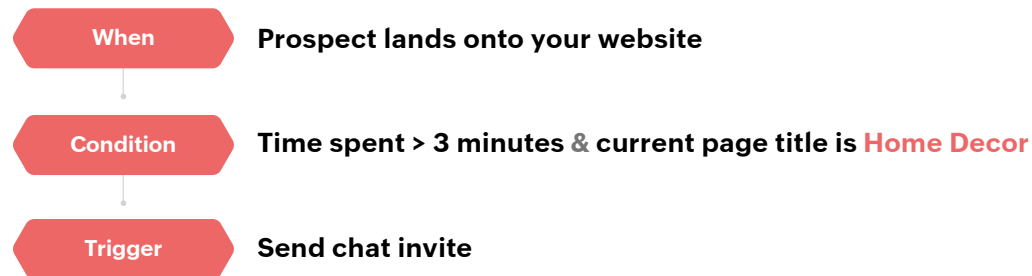 When Prospect lands onto your website
Condition Time spent > 3 minutes & current page title is Home Decor
Trigger Send chat invite